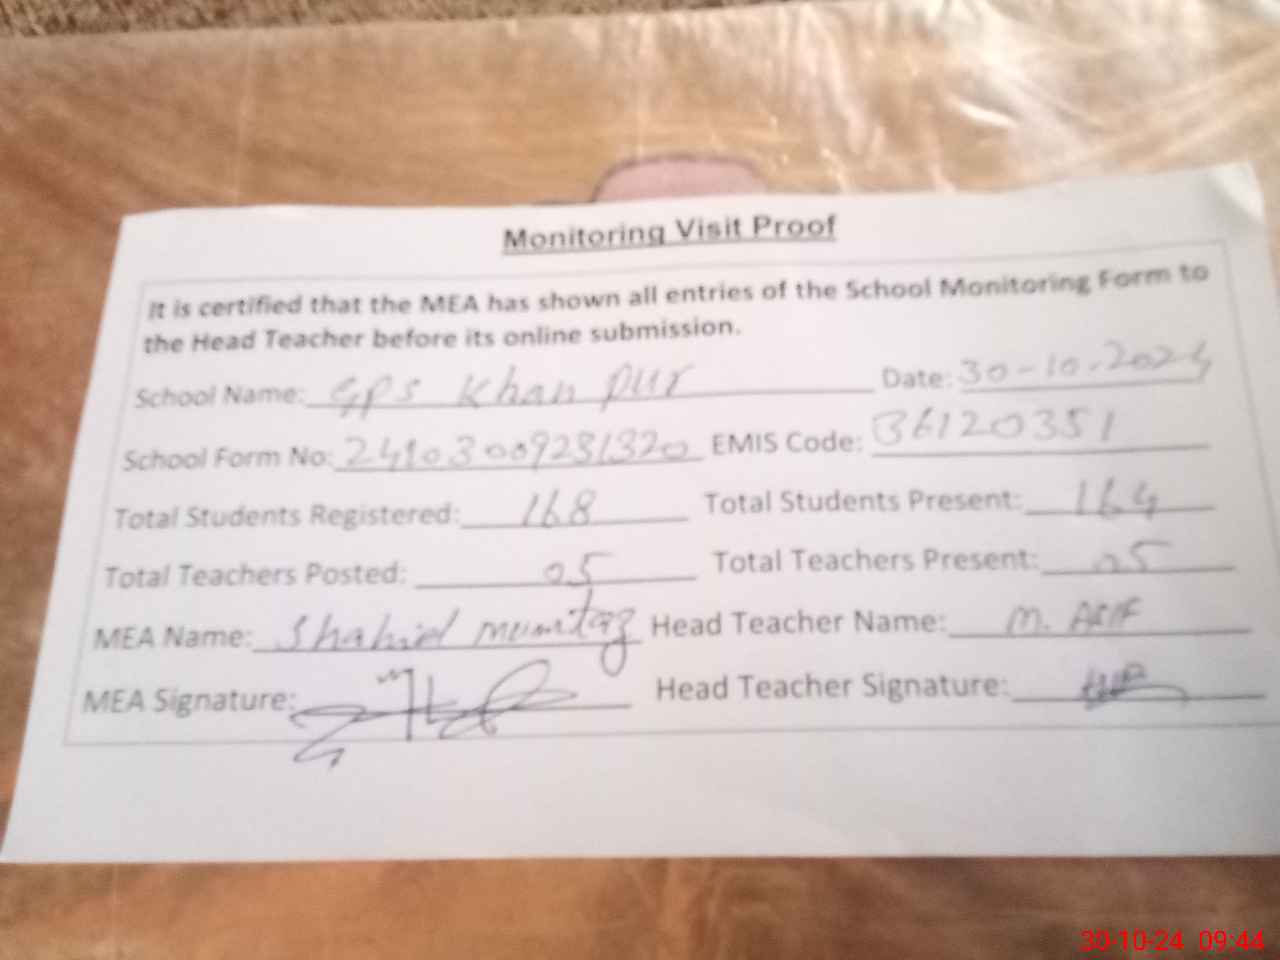 Monitoring Visit Proof
It is certified that the MEA has shown all entries of the School Monitoring Form to
the Head Teacher before its online submission.
School Name: GPS Khan pur Date: 30-10-2024
School Form No: 24103009231320 EMIS Code: 36120351
Total Students Registered: 168 Total Students Present: 164
Total Teachers Posted: 05 Total Teachers Present: 05
MEA Name: Shahid mumtaz Head Teacher Name: M. ASIF
MEA Signature: Head Teacher Signature:
30-10-24 09:44